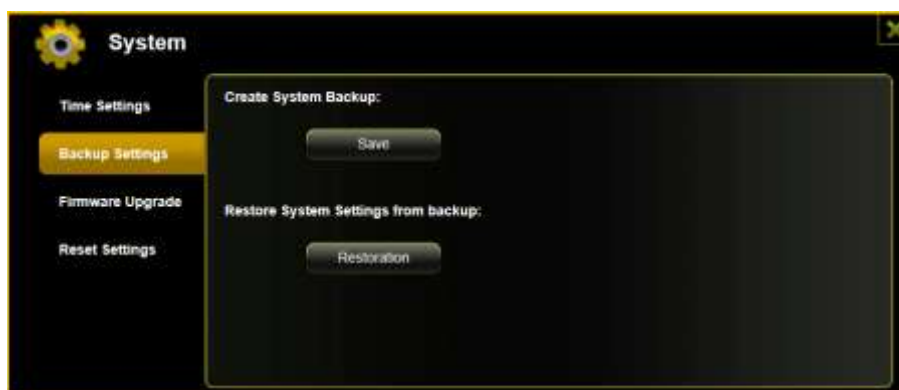 System
Time Settings
Backup Settings
Firmware Upgrade
Reset Settings
Create System Backup:
Save
Restore System Settings from backup:
Restoration